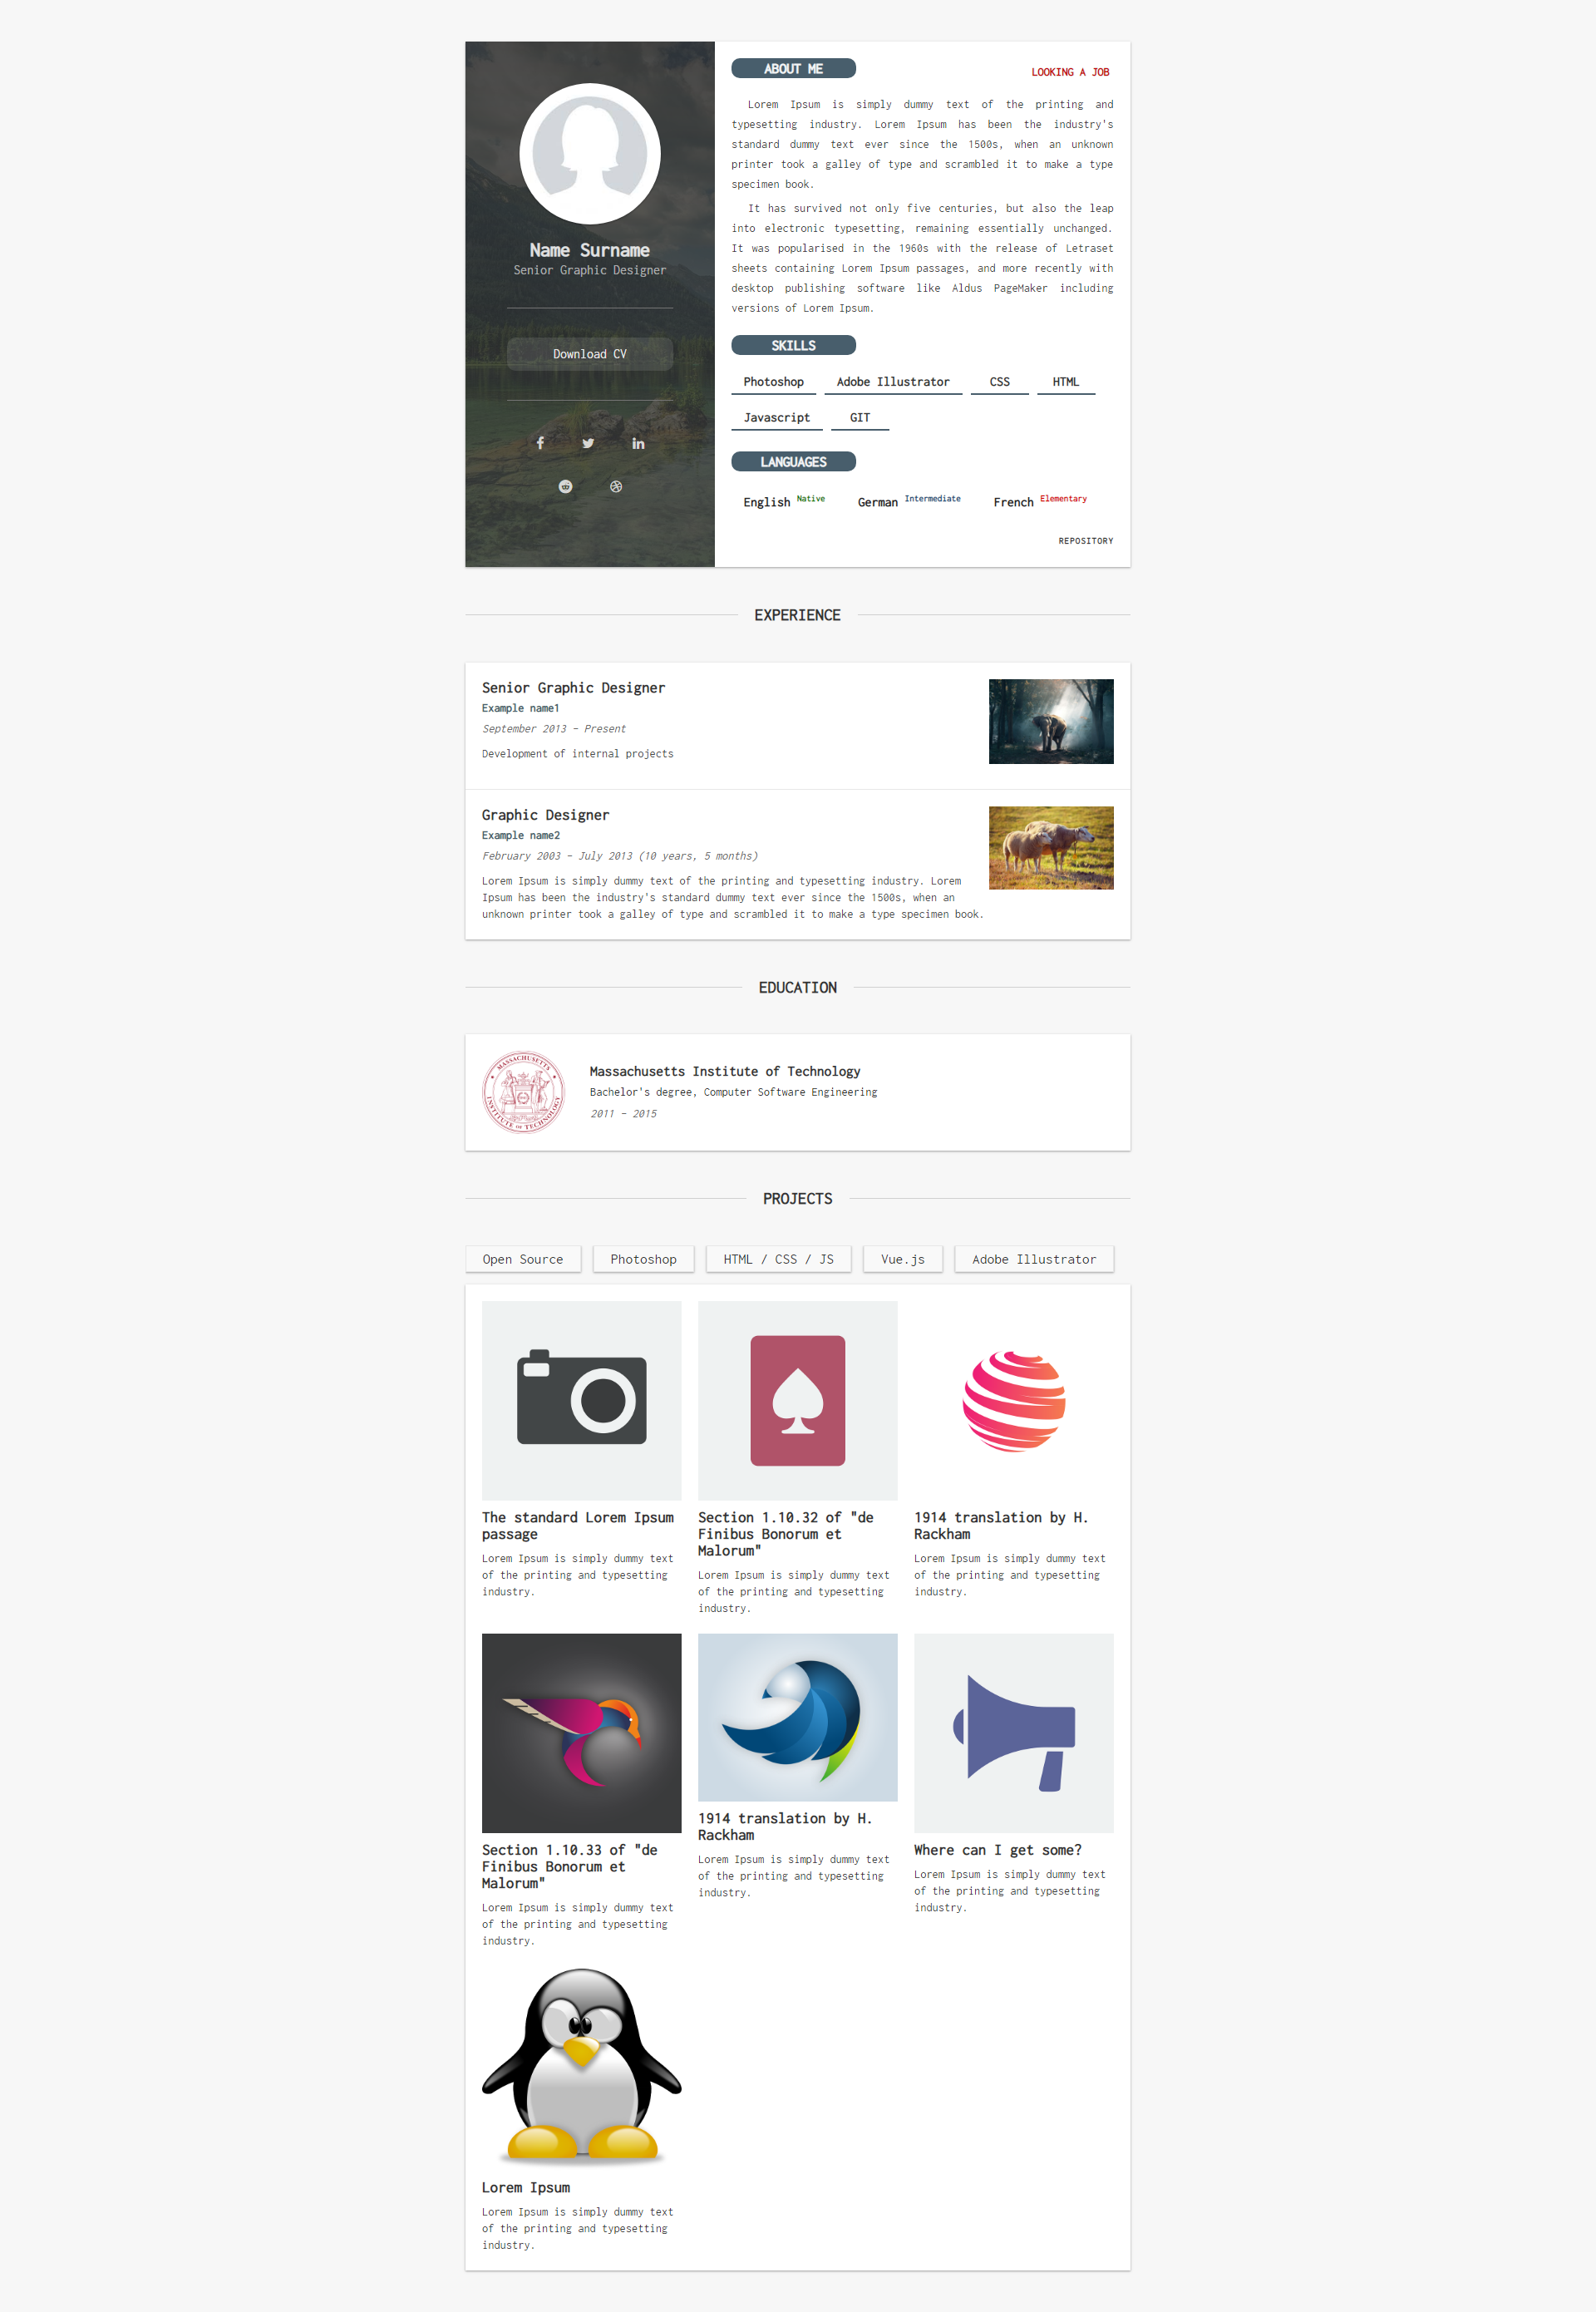 Name Surname
Senior Graphic Designer
Download CV
ABOUT ME
LOOKING A JOB
Lorem Ipsum is simply dummy text of the printing and
typesetting industry. Lorem Ipsum has been the industry's
standard dummy text ever since the 1500s, when an unknown
printer took a galley of type and scrambled it to make a type
specimen book.
It has survived not only five centuries, but also the leap
into electronic typesetting, remaining essentially unchanged.
It was popularised in the 1960s with the release of Letraset
sheets containing Lorem Ipsum passages, and more recently with
desktop publishing software like Aldus PageMaker including
versions of Lorem Ipsum.
SKILLS
Photoshop Adobe Illustrator CSS HTML
Javascript GIT
LANGUAGES
English Native German Intermediate French Elementary
REPOSITORY
EXPERIENCE
Senior Graphic Designer
Example name1
September 2013 – Present
Development of internal projects
Graphic Designer
Example name2
February 2003 – July 2013 (10 years, 5 months)
Lorem Ipsum is simply dummy text of the printing and typesetting industry. Lorem
Ipsum has been the industry's standard dummy text ever since the 1500s, when an
unknown printer took a galley of type and scrambled it to make a type specimen book.
EDUCATION
MASSACHUSETTS
INSTITUTE OF TECHNOLOGY
Massachusetts Institute of Technology
Bachelor's degree, Computer Software Engineering
2011 – 2015
PROJECTS
Open Source Photoshop HTML / CSS / JS Vue.js Adobe Illustrator
The standard Lorem Ipsum
passage
Lorem Ipsum is simply dummy text
of the printing and typesetting
industry.
Section 1.10.32 of "de
Finibus Bonorum et
Malorum"
Lorem Ipsum is simply dummy text
of the printing and typesetting
industry.
1914 translation by H.
Rackham
Lorem Ipsum is simply dummy text
of the printing and typesetting
industry.
Section 1.10.33 of "de
Finibus Bonorum et
Malorum"
Lorem Ipsum is simply dummy text
of the printing and typesetting
industry.
1914 translation by H.
Rackham
Lorem Ipsum is simply dummy text
of the printing and typesetting
industry.
Where can I get some?
Lorem Ipsum is simply dummy text
of the printing and typesetting
industry.
Lorem Ipsum
Lorem Ipsum is simply dummy text
of the printing and typesetting
industry.